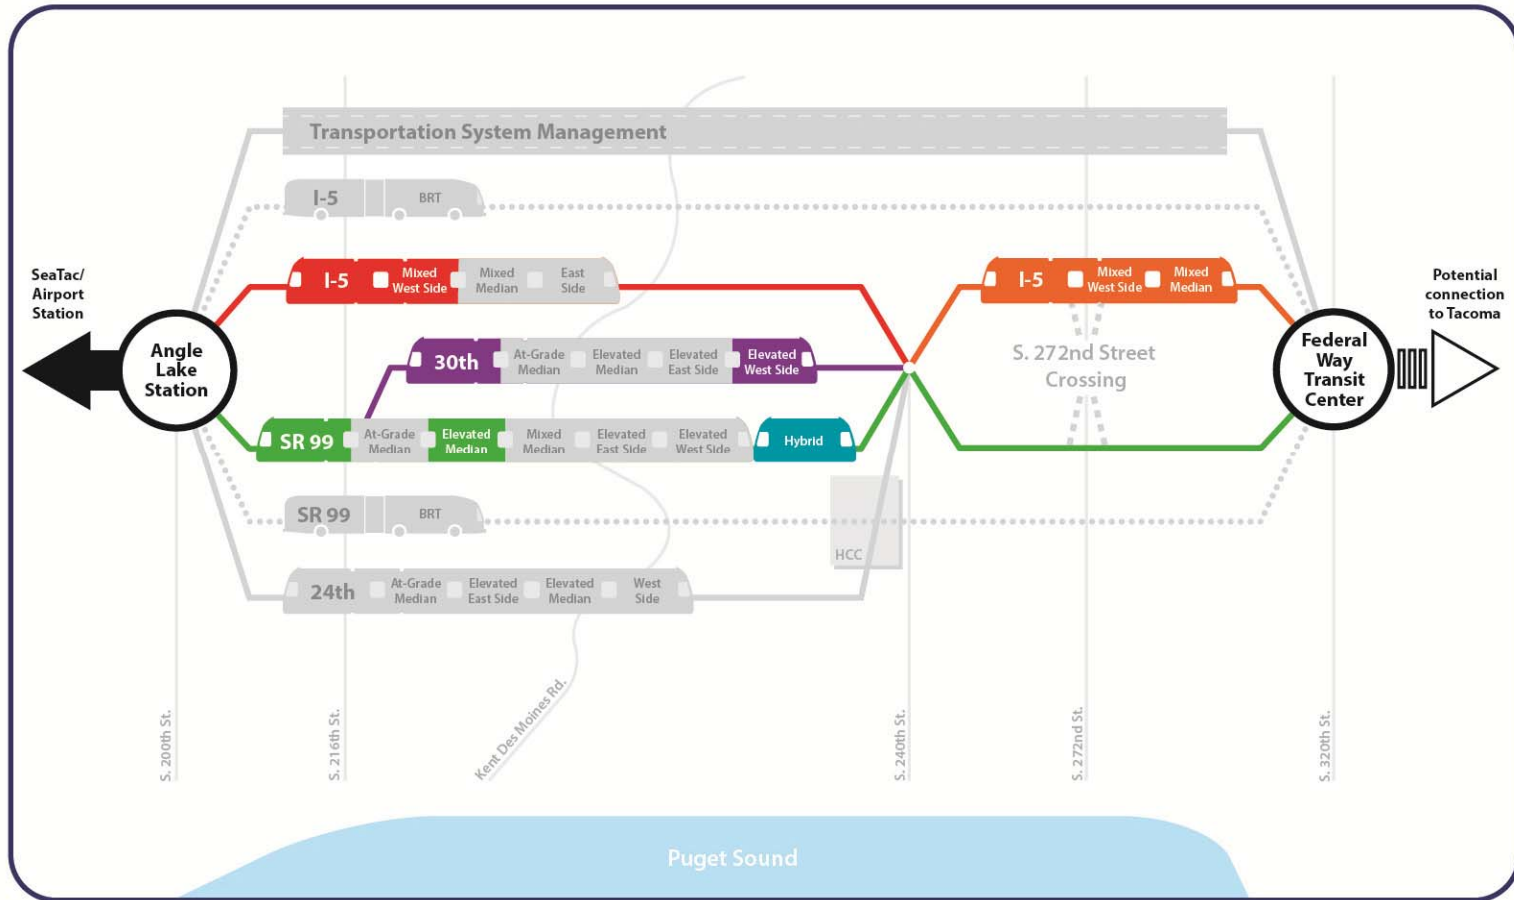 Transportation System Management
I-5
BRT
SeaTac/
Airport
Station
I-5
Mixed
West Side
Mixed
Median
East
Side
I-5
Mixed
West Side
Mixed
Median
Potential
connection
to Tacoma
Angle
Lake
Station
30th
At-Grade
Median
Elevated
Median
Elevated
East Side
Elevated
West Side
S. 272nd Street
Crossing
Federal
Way
Transit
Center
SR 99
At-Grade
Median
Elevated
Median
Mixed
Median
Elevated
East Side
Elevated
West Side
Hybrid
SR 99
BRT
HCC
24th
At-Grade
Median
Elevated
East Side
Elevated
Median
West
Side
S. 200th St.
S. 216th St.
Kent Des Moines Rd.
S. 240th St.
S. 272nd St.
S. 320th St.
Puget Sound